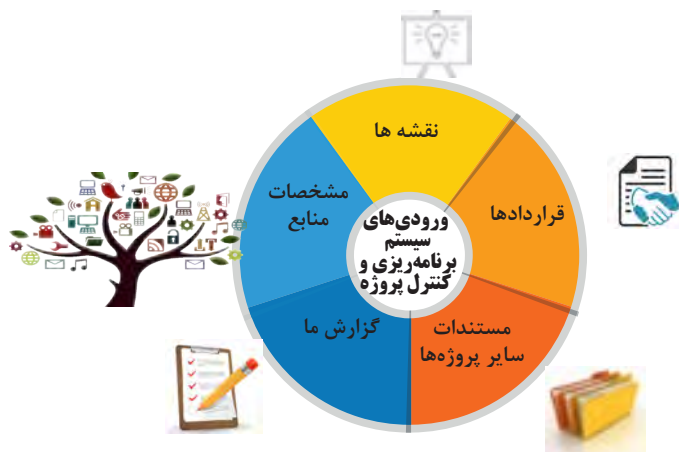 نقشه ها
قراردادها
مستندات
سایر پروژه‌ها
گزارش ما
مشخصات
منابع
ورودی‌های
سیستم
برنامه‌ریزی و
کنترل پروژه